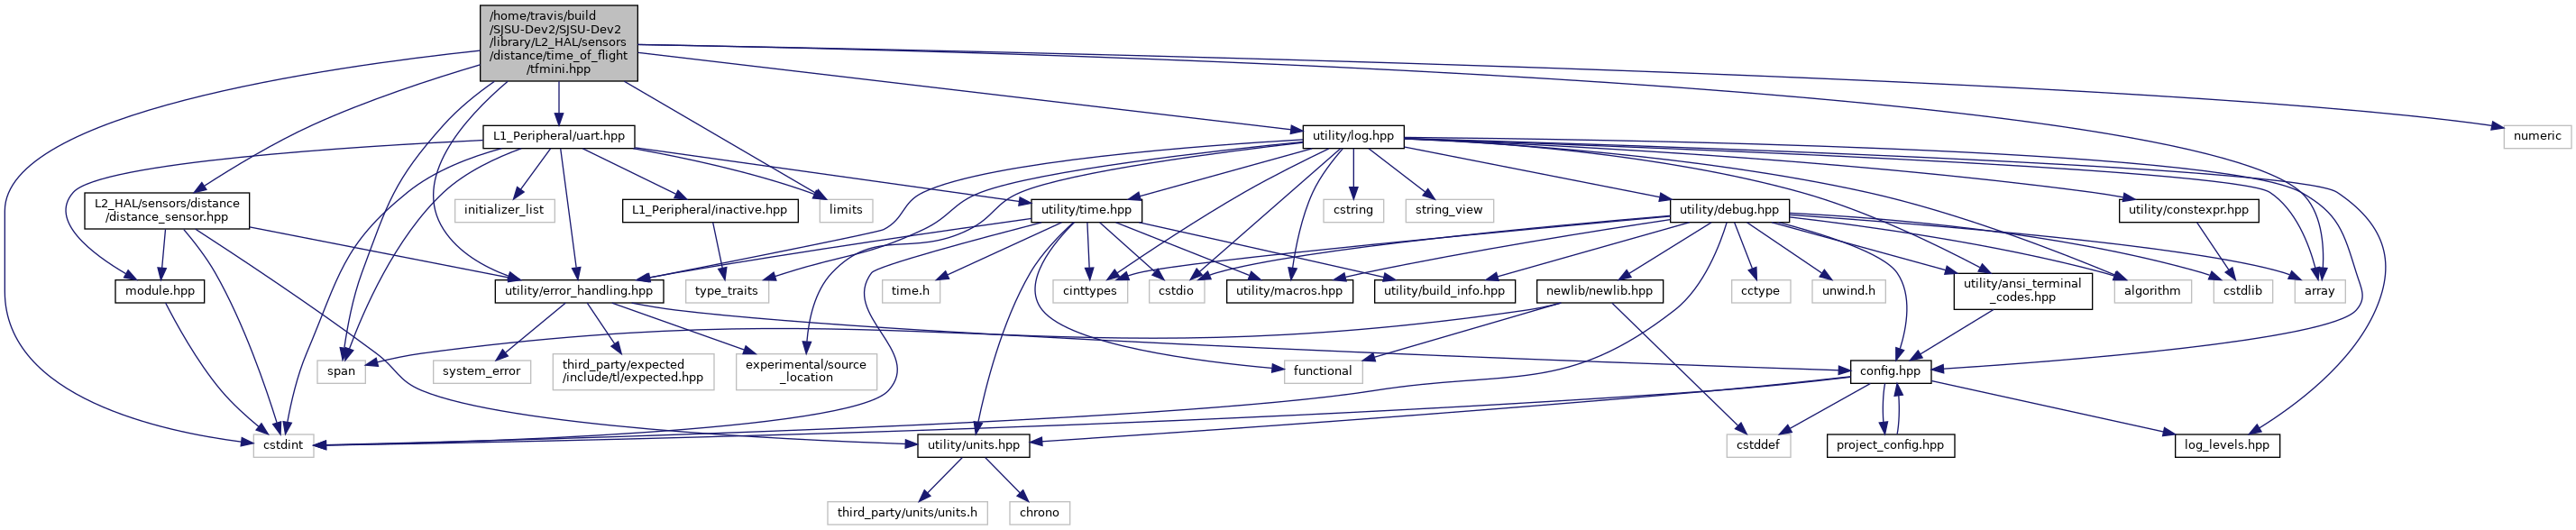 /home/travis/build
/SJSU-Dev2/SJSU-Dev2
/library/L2_HAL/sensors
/distance/time_of_flight
/tfmini.hpp
L1_Peripheral/uart.hpp
utility/log.hpp
numeric
L2_HAL/sensors/distance
/distance_sensor.hpp
initializer_list
L1_Peripheral/inactive.hpp
limits
utility/time.hpp
cstring
string_view
utility/debug.hpp
utility/constexpr.hpp
module.hpp
utility/error_handling.hpp
type_traits
time.h
cinttypes
cstdio
utility/macros.hpp
utility/build_info.hpp
newlib/newlib.hpp
cctype
unwind.h
utility/ansi_terminal
_codes.hpp
algorithm
cstdlib
array
span
system_error
third_party/expected
/include/tl/expected.hpp
experimental/source
_location
functional
config.hpp
cstdint
utility/units.hpp
cstddef
project_config.hpp
log_levels.hpp
third_party/units/units.h
chrono